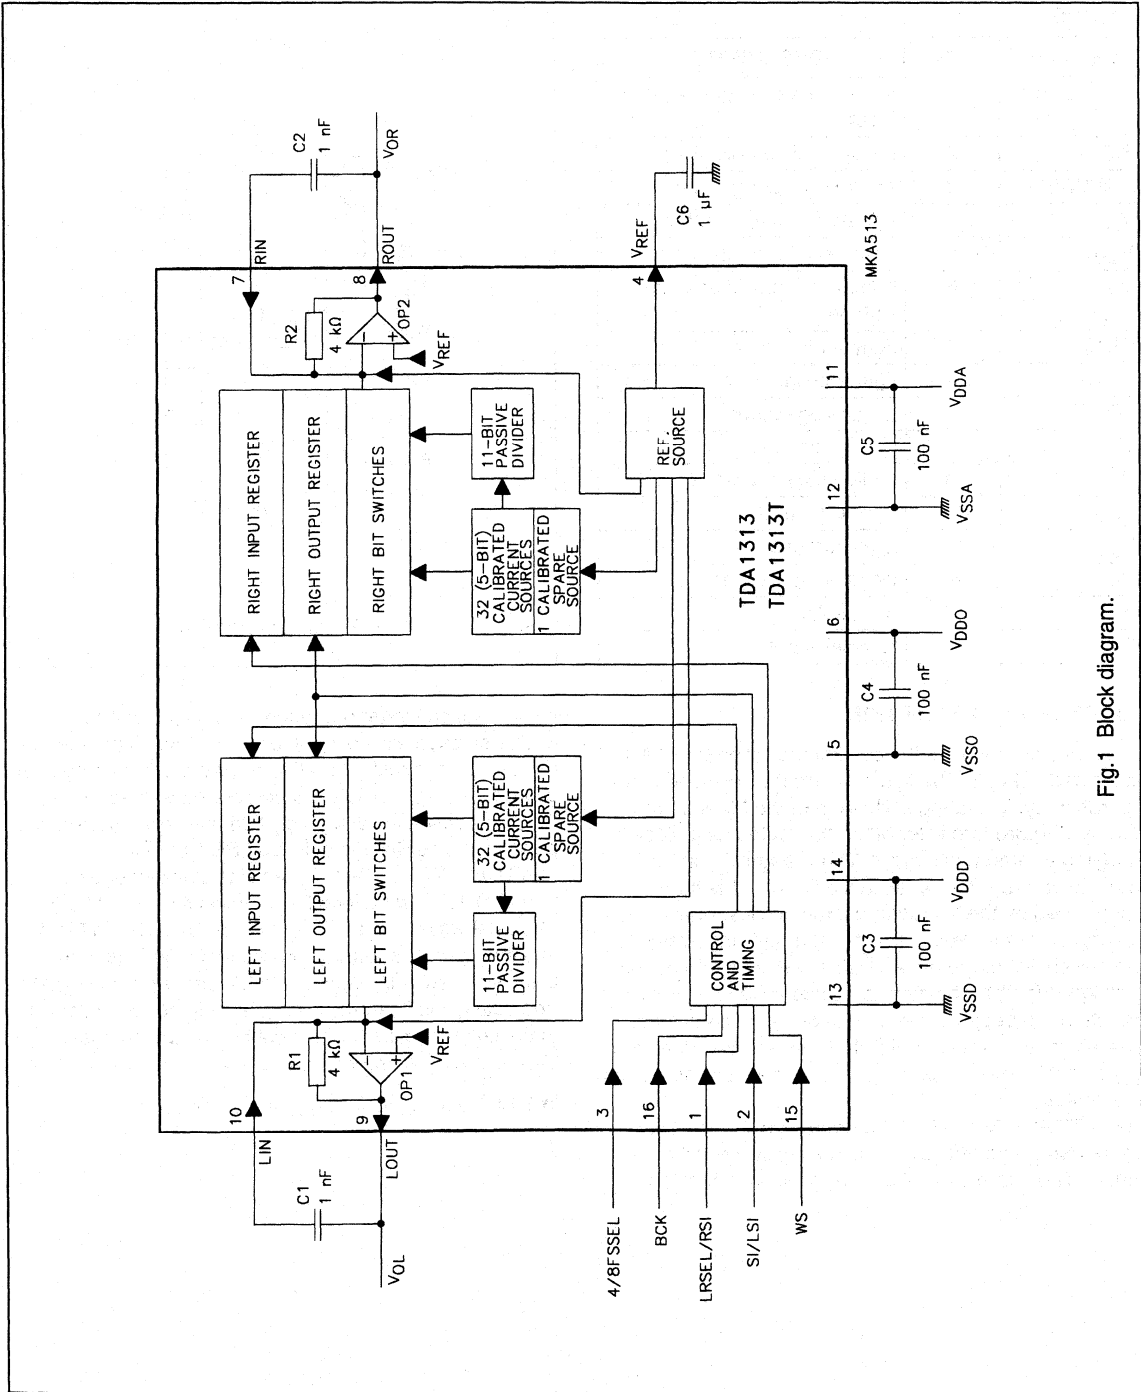 C1
1 nF
VOL
LIN
10
9
LOUT
R1
4 kΩ
OP1
VREF
LEFT INPUT REGISTER
LEFT OUTPUT REGISTER
LEFT BIT SWITCHES
11-BIT
PASSIVE
DIVIDER
32 (5-BIT)
CALIBRATED
CURRENT
SOURCES
1 CALIBRATED
SPARE
SOURCE
RIGHT INPUT REGISTER
RIGHT OUTPUT REGISTER
RIGHT BIT SWITCHES
32 (5-BIT)
CALIBRATED
CURRENT
SOURCES
1 CALIBRATED
SPARE
SOURCE
11-BIT
PASSIVE
DIVIDER
R2
4 kΩ
OP2
VREF
7
RIN
8
ROUT
C2
1 nF
VOR
4/8FSSEL
3
BCK
16
LRSEL/RSI
1
SI/LSI
2
WS
15
CONTROL
AND
TIMING
REF.
SOURCE
4
VREF
C6
1 µF
TDA1313
TDA1313T
13
14
C3
100 nF
VSSD
VDDD
5
6
C4
100 nF
VSSO
VDDO
12
11
C5
100 nF
VSSA
VDDA
MKA513
Fig.1 Block diagram.